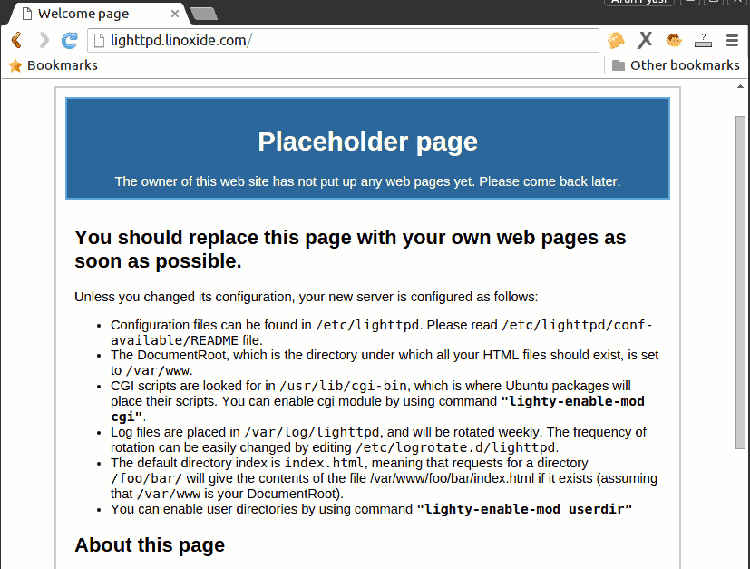 Welcome page
lighttpd.linoxide.com/
Bookmarks
Other bookmarks
Placeholder page
The owner of this web site has not put up any web pages yet. Please come back later.
You should replace this page with your own web pages as
soon as possible.
Unless you changed its configuration, your new server is configured as follows:
• Configuration files can be found in /etc/lighttpd. Please read /etc/lighttpd/conf-
available/README file.
• The DocumentRoot, which is the directory under which all your HTML files should exist, is set
to /var/www.
• CGI scripts are looked for in /usr/lib/cgi-bin, which is where Ubuntu packages will
place their scripts. You can enable cgi module by using command "lighty-enable-mod
cgi".
• Log files are placed in /var/log/lighttpd, and will be rotated weekly. The frequency of
rotation can be easily changed by editing /etc/logrotate.d/lighttpd.
• The default directory index is index.html, meaning that requests for a directory
/foo/bar/ will give the contents of the file /var/www/foo/bar/index.html if it exists (assuming
that /var/www is your DocumentRoot).
• You can enable user directories by using command "lighty-enable-mod userdir"
About this page